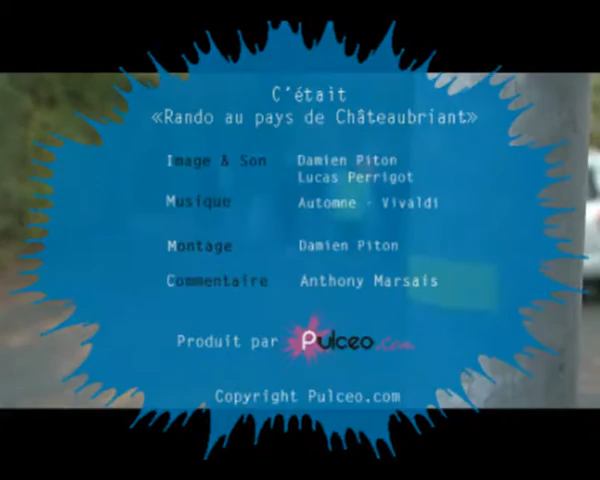 C'était
«Rando au pays de Châteaubriant»
Image & Son Damien Piton
Lucas Perrigot
Musique Automne - Vivaldi
Montage Damien Piton
Commentaire Anthony Marsais
Produit par Pulceo.com
Copyright Pulceo.com